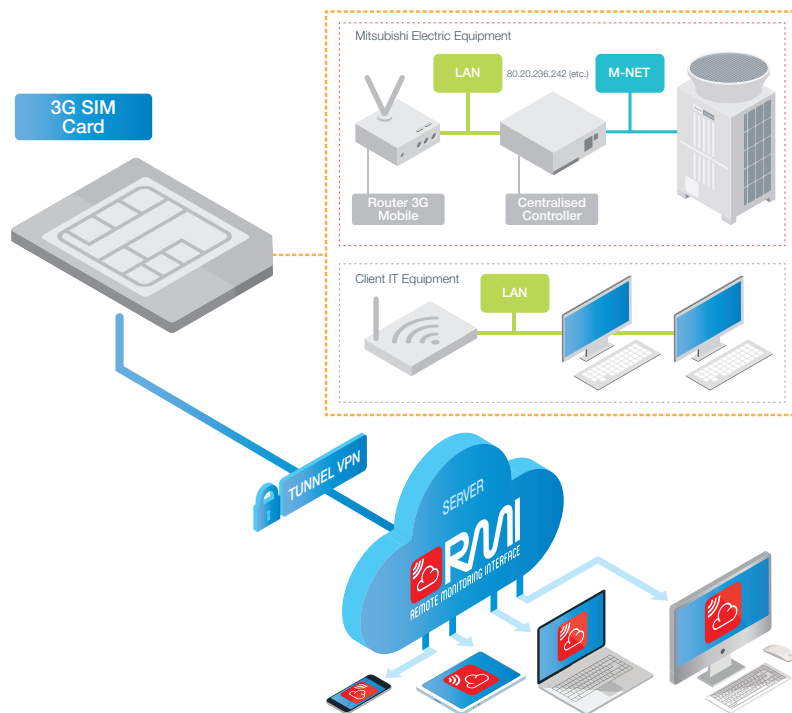 3G SIM
Card
Mitsubishi Electric Equipment
LAN
80.20.236.242 (etc.)
M-NET
Router 3G
Mobile
Centralised
Controller
Client IT Equipment
LAN
TUNNEL VPN
SERVER
RMI
REMOTE MONITORING INTERFACE